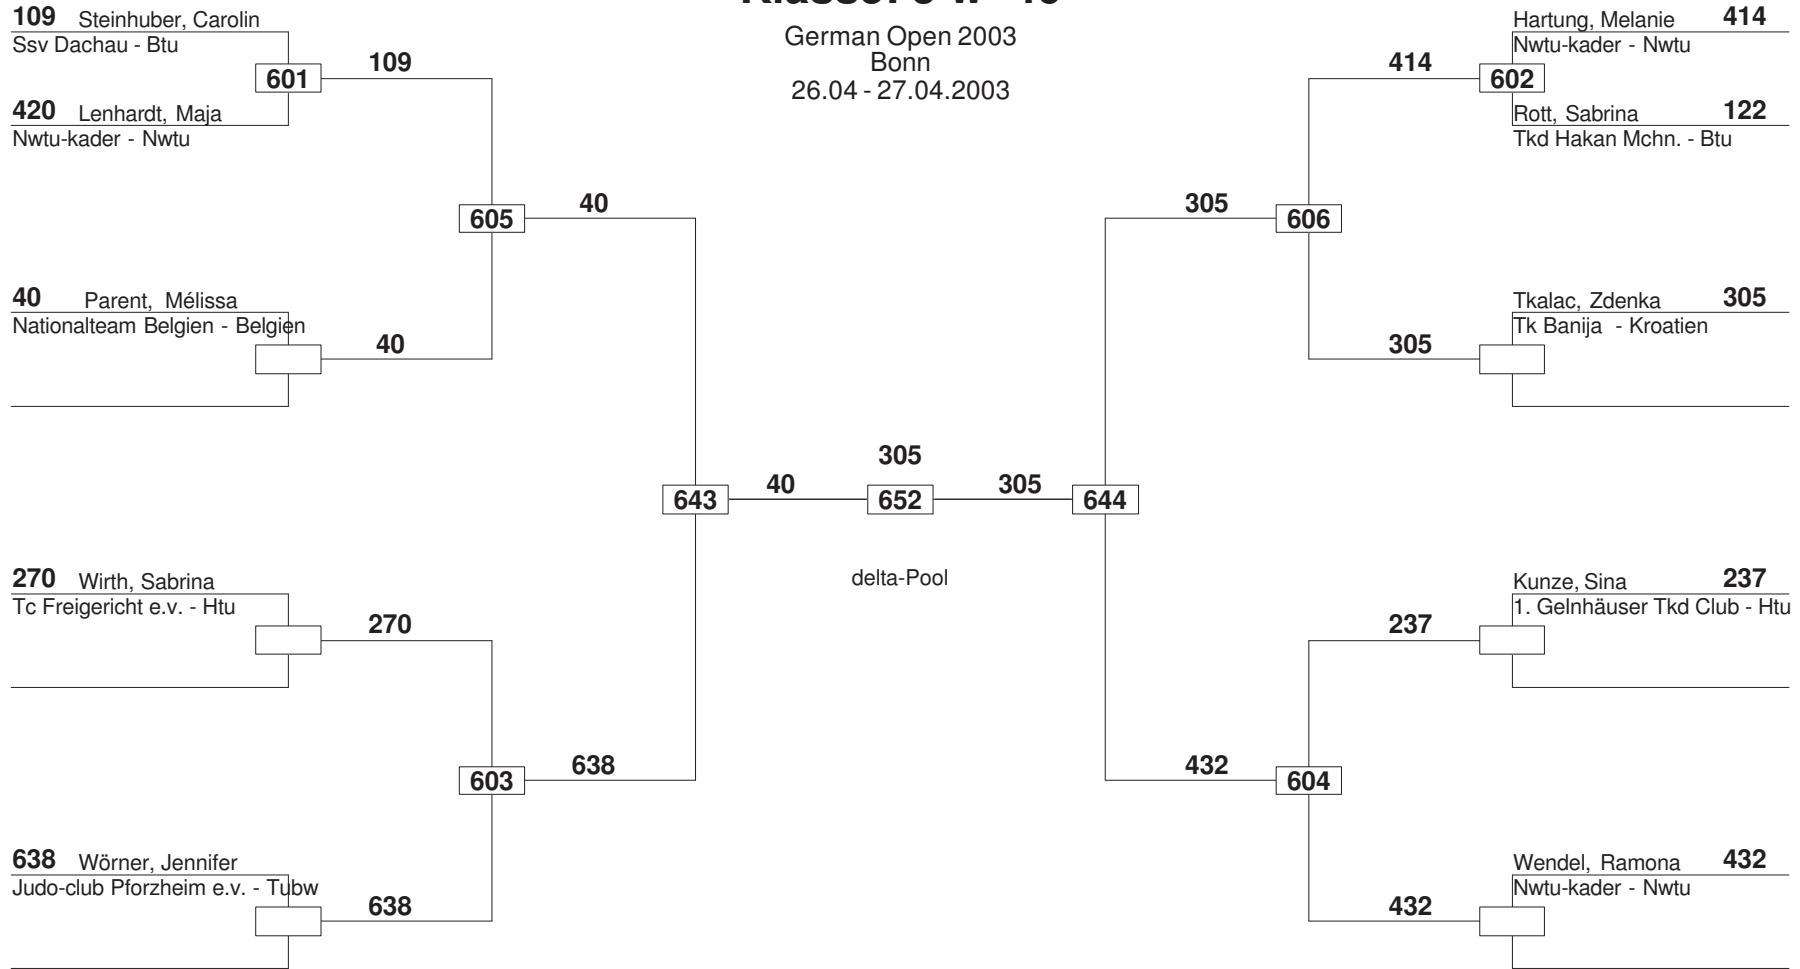 German Open 2003
Bonn
26.04 - 27.04.2003
109 Steinhuber, Carolin
Ssv Dachau - Btu
601
109
420 Lenhardt, Maja
Nwtu-kader - Nwtu
605
40
40 Parent, Mélissa
Nationalteam Belgien - Belgien
40
643
40
270 Wirth, Sabrina
Tc Freigericht e.v. - Htu
270
603
638
638 Wörner, Jennifer
Judo-club Pforzheim e.v. - Tubw
638
305
652
delta-Pool
Hartung, Melanie 414
Nwtu-kader - Nwtu
414
602
Rott, Sabrina 122
Tkd Hakan Mchn. - Btu
305
606
Tkalac, Zdenka 305
Tk Banija - Kroatien
305
305
644
Kunze, Sina 237
1. Gelnhäuser Tkd Club - Htu
237
432
604
Wendel, Ramona 432
Nwtu-kader - Nwtu
432